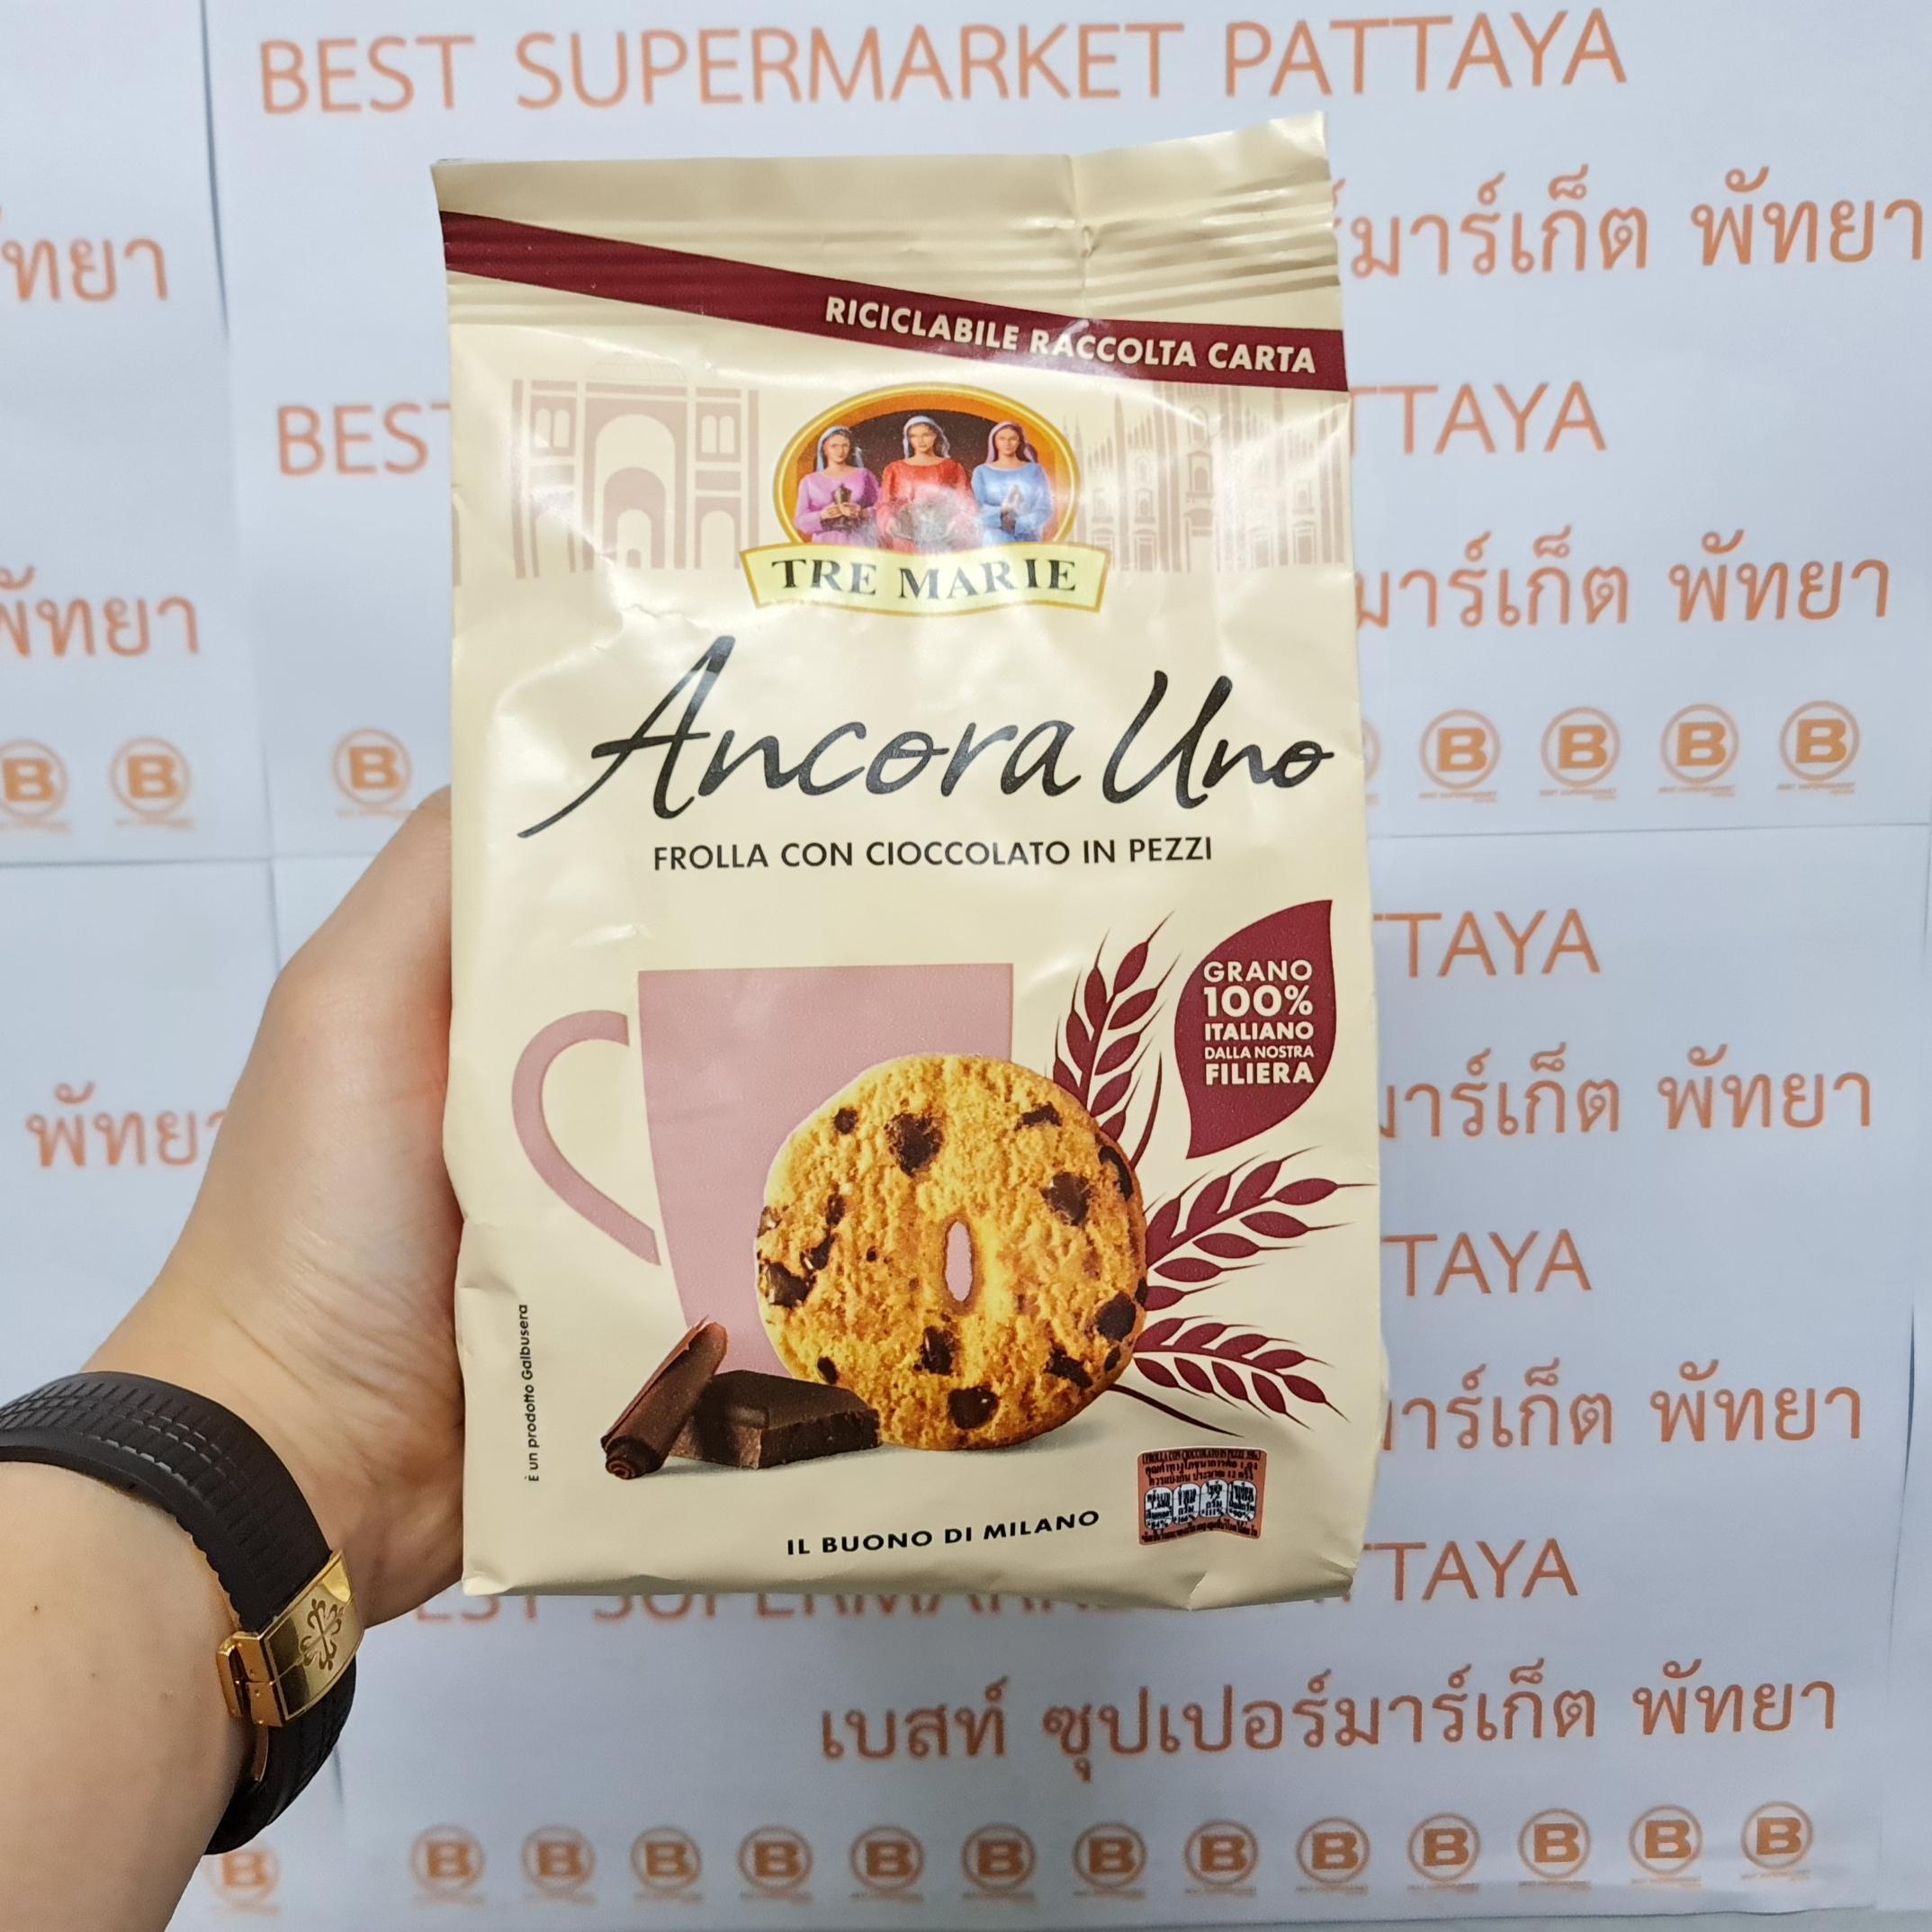 BEST SUPERMARKET PATTAYA
ทยา
์มาร์เก็ต พัทยา
RICICLABILE RACCOLTA CARTA
BEST
TTAYA
TRE MARIE
พัทยา
มาร์เก็ต พัทยา
Ancora Uno
B B B B B B B
FROLLA CON CIOCCOLATO IN PEZZI
TTAYA
GRANO
100%
ITALIANO
DALLA NOSTRA
FILIERA
พัทยา
าร์เก็ต พัทยา
TTAYA
าร์เก็ต พัทยา
È un prodotto Galbusera
IL BUONO DI MILANO
TTAYA
เบสท์ ซุปเปอร์มาร์เก็ต พัทยา
B B B B B B B B B B B B B B